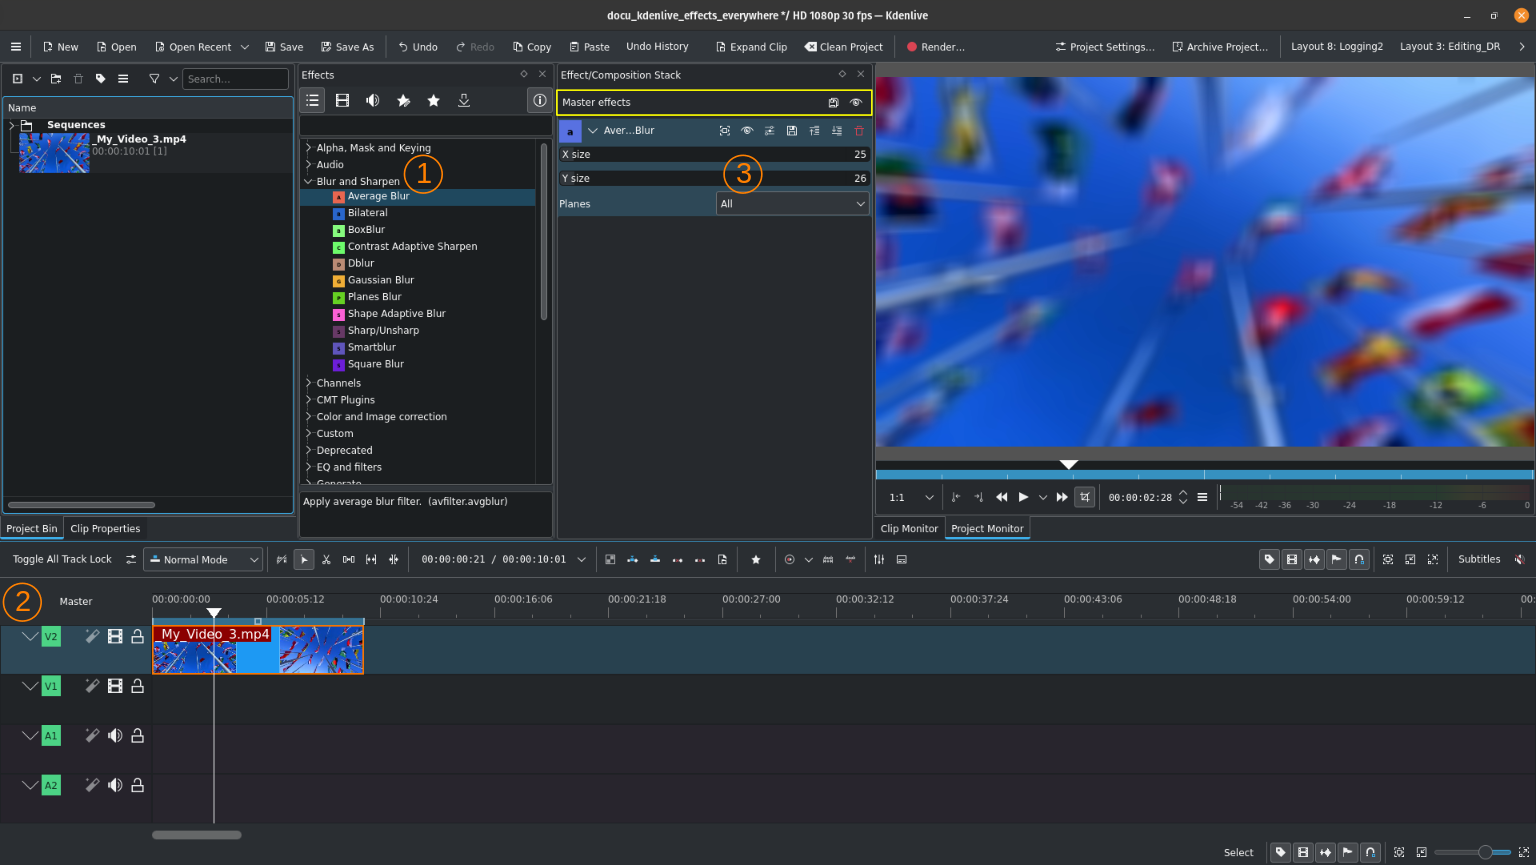 docu_kdenlive_effects_everywhere */ HD 1080p 30 fps — Kdenlive
New Open Open Recent Save Save As Undo Redo Copy Paste Undo History Expand Clip Clean Project Render... Project Settings... Archive Project... Layout 8: Logging2 Layout 3: Editing_DR
Search...
Name
Sequences
_My_Video_3.mp4
00:00:10:01 [1]
Project Bin Clip Properties
Effects
Alpha, Mask and Keying
Audio
Blur and Sharpen
1
Average Blur
Bilateral
BoxBlur
Contrast Adaptive Sharpen
Dblur
Gaussian Blur
Planes Blur
Shape Adaptive Blur
Sharp/Unsharp
Smartblur
Square Blur
Channels
CMT Plugins
Color and Image correction
Custom
Deprecated
EQ and filters
Generate
Apply average blur filter. (avfilter.avgblur)
Effect/Composition Stack
Master effects
a Aver...Blur
X size 25
3
Y size 26
Planes All
1:1 00:00:02:28 -54 -42 -36 -30 -24 -18 -12 -6 0
Clip Monitor Project Monitor
Toggle All Track Lock Normal Mode 00:00:00:21 / 00:00:10:01 Subtitles
2 Master 00:00:00:00 00:00:05:12 00:00:10:24 00:00:16:06 00:00:21:18 00:00:27:00 00:00:32:12 00:00:37:24 00:00:43:06 00:00:48:18 00:00:54:00 00:00:59:12 00:
V2 _My_Video_3.mp4
V1
A1
A2
Select